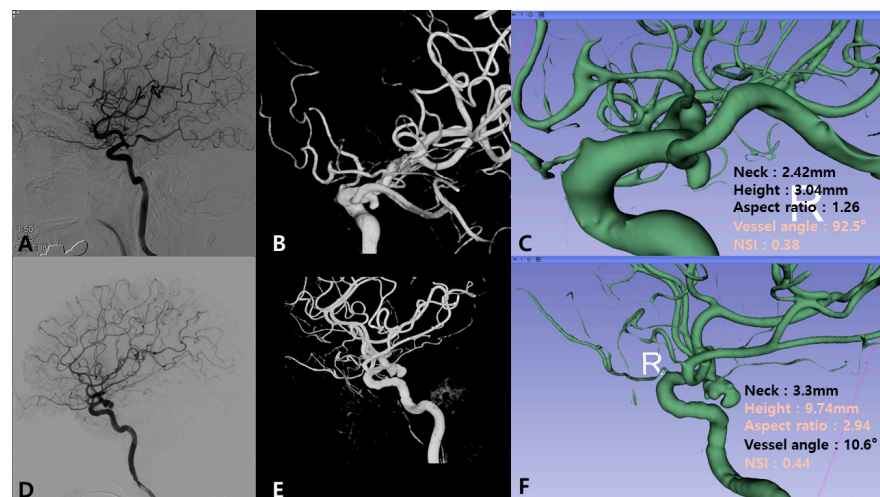 A
B
C
Neck : 2.42mm
Height : 3.04mm
Aspect ratio : 1.26
R
Vessel angle : 92.5°
NSI : 0.38
D
E
F
R
Neck : 3.3mm
Height : 9.74mm
Aspect ratio : 2.94
Vessel angle : 10.6°
NSI : 0.44